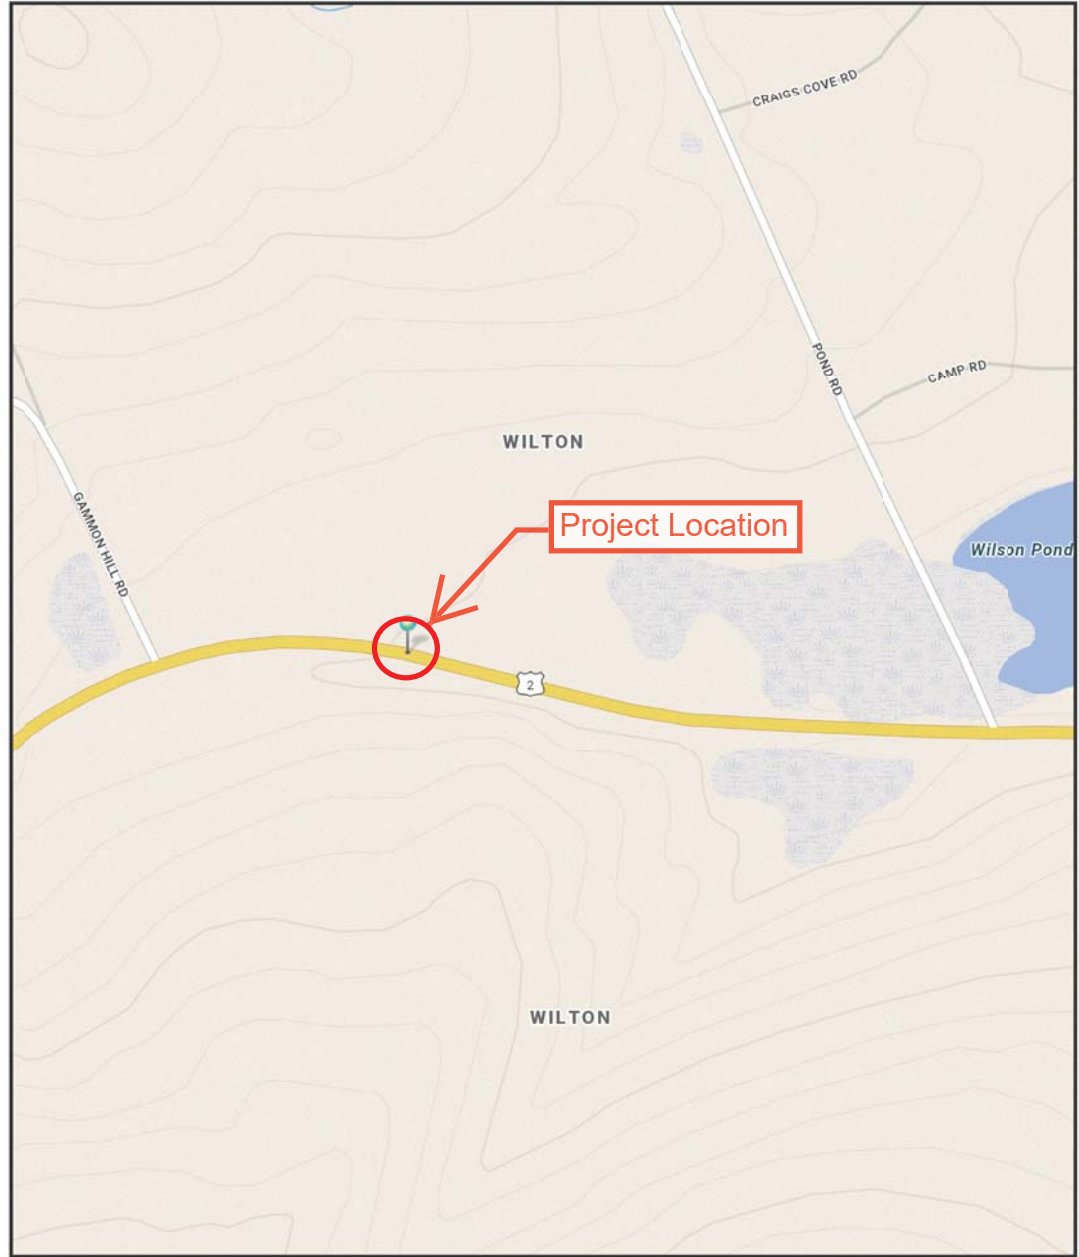 CRAIGS COVE RD
POND RD
CAMP RD
WILTON
GAMMON HILL RD
Project Location
Wilson Pond
2
WILTON